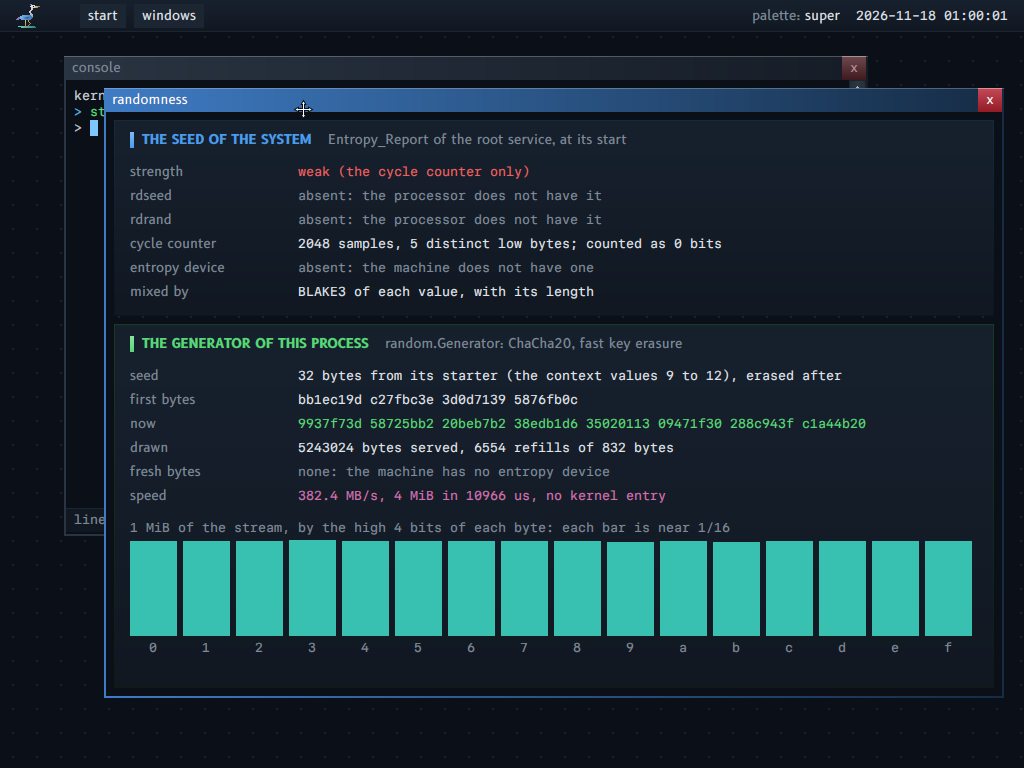 start windows palette: super 2026-11-18 01:00:01
console x
kern
> st
>
line
randomness x
THE SEED OF THE SYSTEM Entropy_Report of the root service, at its start
strength weak (the cycle counter only)
rdseed absent: the processor does not have it
rdrand absent: the processor does not have it
cycle counter 2048 samples, 5 distinct low bytes; counted as 0 bits
entropy device absent: the machine does not have one
mixed by BLAKE3 of each value, with its length
THE GENERATOR OF THIS PROCESS random.Generator: ChaCha20, fast key erasure
seed 32 bytes from its starter (the context values 9 to 12), erased after
first bytes bb1ec19d c27fbc3e 3d0d7139 5876fb0c
now 9937f73d 58725bb2 20beb7b2 38edb1d6 35020113 09471f30 288c943f c1a44b20
drawn 5243024 bytes served, 6554 refills of 832 bytes
fresh bytes none: the machine has no entropy device
speed 382.4 MB/s, 4 MiB in 10966 us, no kernel entry
1 MiB of the stream, by the high 4 bits of each byte: each bar is near 1/16
0 1 2 3 4 5 6 7 8 9 a b c d e f